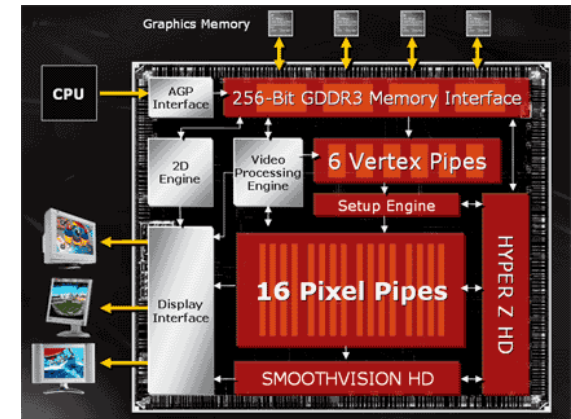 Graphics Memory
CPU
AGP
Interface
256-Bit GDDR3 Memory Interface
2D
Engine
Video
Processing
Engine
6 Vertex Pipes
Setup Engine
HYPER Z HD
Display
Interface
16 Pixel Pipes
SMOOTHVISION HD